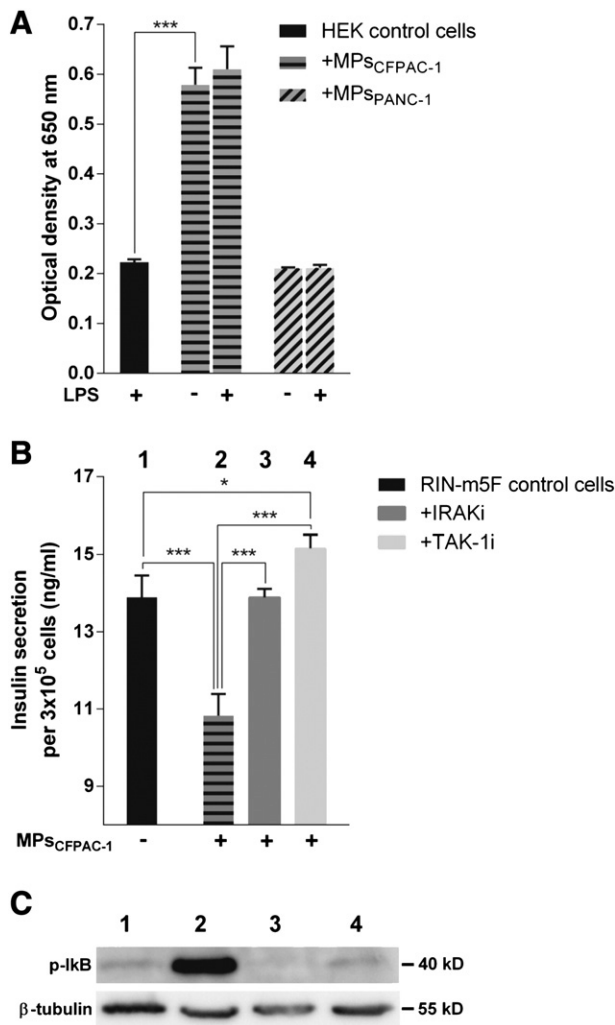 A
0.7
0.6
0.5
0.4
0.3
0.2
0.1
0.0
Optical density at 650 nm
***
HEK control cells
+MPsCFPAC-1
+MPsPANC-1
LPS + - + - +
B
1 2 3 4
17
15
13
11
9
Insulin secretion
per 3x10⁵ cells (ng/ml)
*
***
*** ***
RIN-m5F control cells
+IRAKi
+TAK-1i
MPsCFPAC-1 - + + +
C
1 2 3 4
p-IkB – 40 kD
β-tubulin – 55 kD